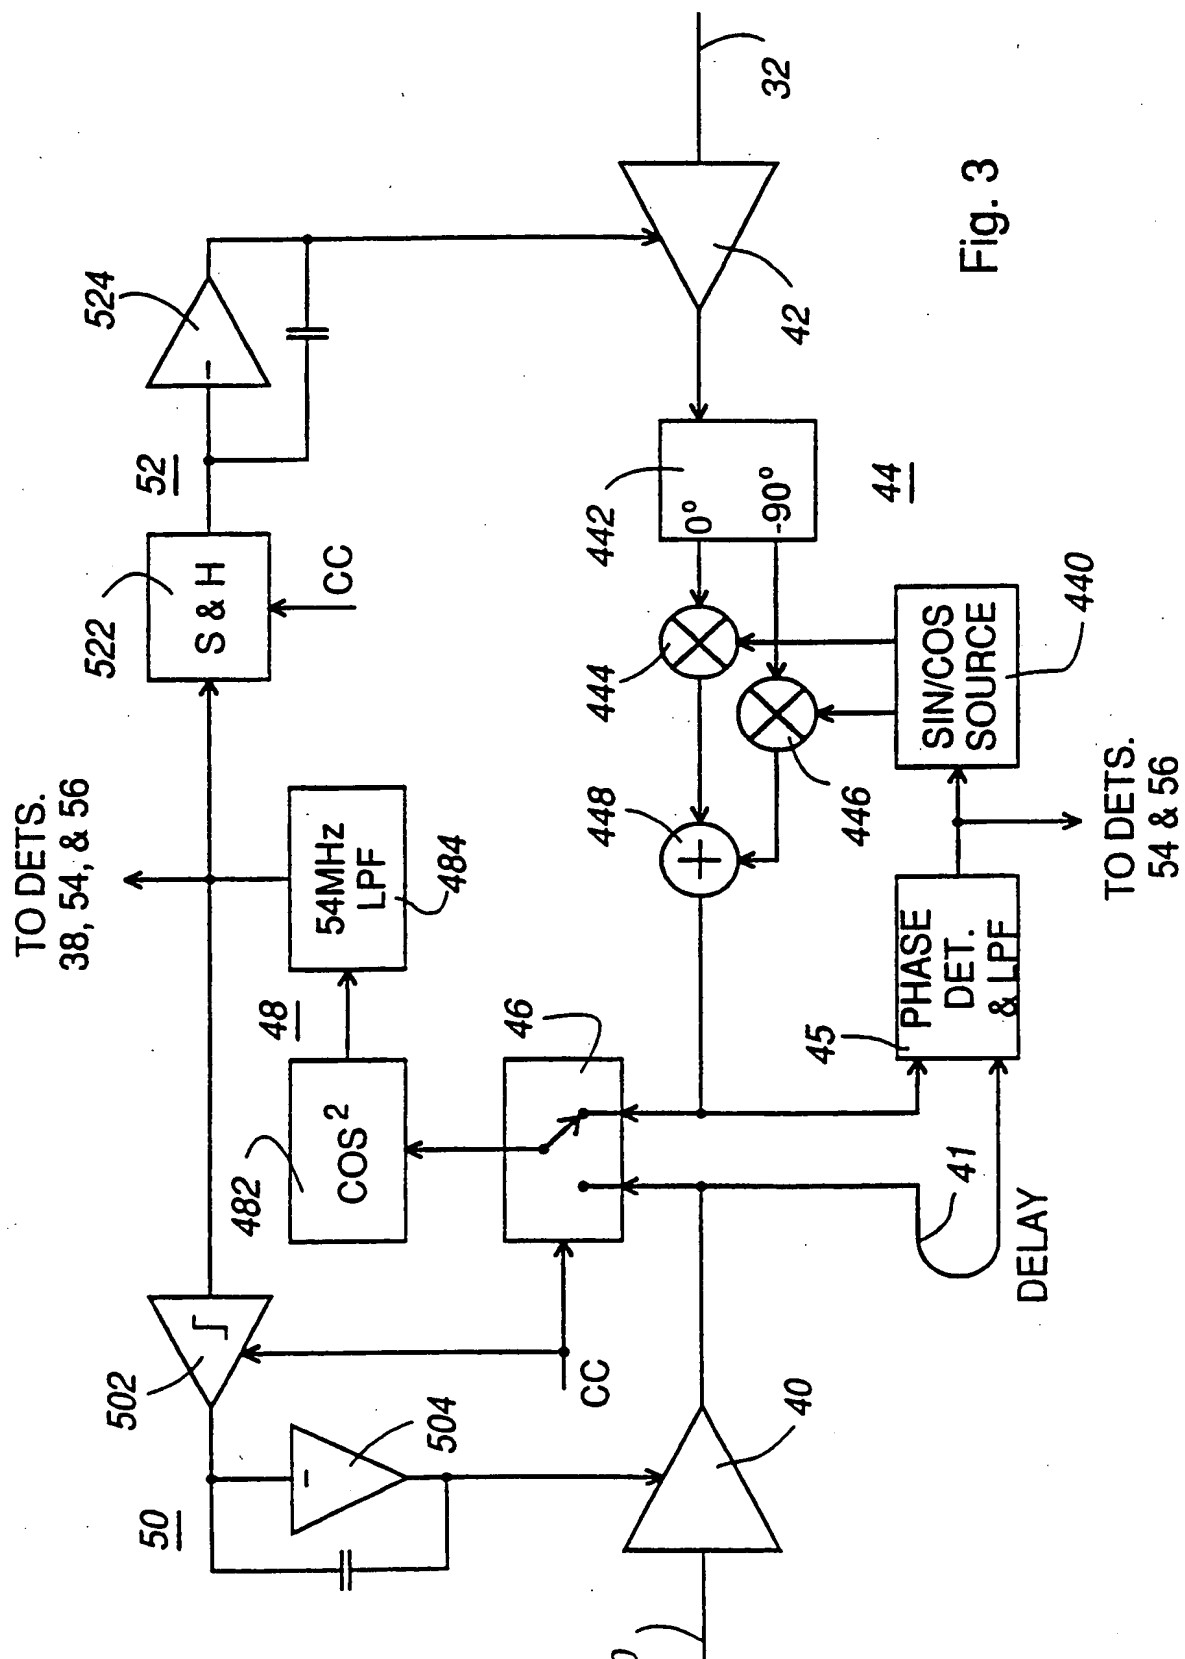 TO DETS.
38, 54, & 56
502
50
504
482
COS²
48
54MHz
LPF
484
522
S & H
CC
52
524
CC
46
40
448
444
446
442
0°
-90°
44
42
32
45
PHASE
DET.
& LPF
41
DELAY
SIN/COS
SOURCE
440
TO DETS.
54 & 56
Fig. 3